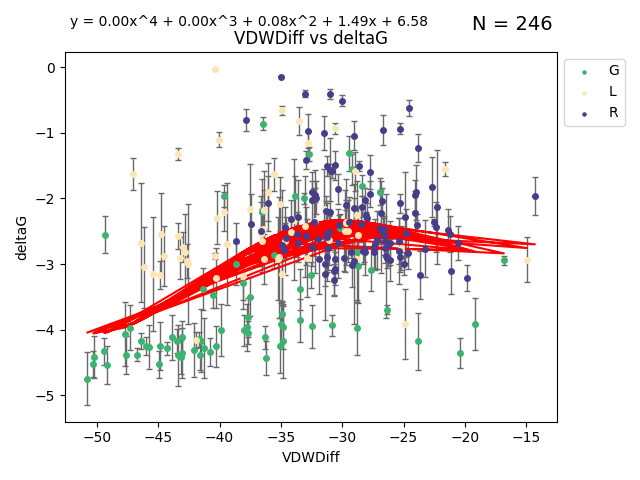 y = 0.00x^4 + 0.00x^3 + 0.08x^2 + 1.49x + 6.58
N = 246
VDWDiff vs deltaG
G
L
R
deltaG
0
−1
−2
−3
−4
−5
−50
−45
−40
−35
−30
−25
−20
−15
VDWDiff